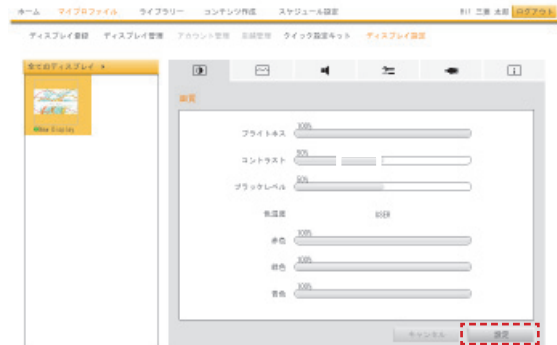 ホーム マイプロファイル ライブラリー コンテンツ作成 スケジュール設定 三菱 太郎 ログアウト
ディスプレイ登録 ディスプレイ管理 アカウント管理 クイック設定キット ディスプレイ設定
全てのディスプレイ
New Display
画質
ブライトネス 100%
コントラスト 50%
ブラックレベル 50%
色温度
赤色 100%
緑色 100%
青色 100%
キャンセル 設定